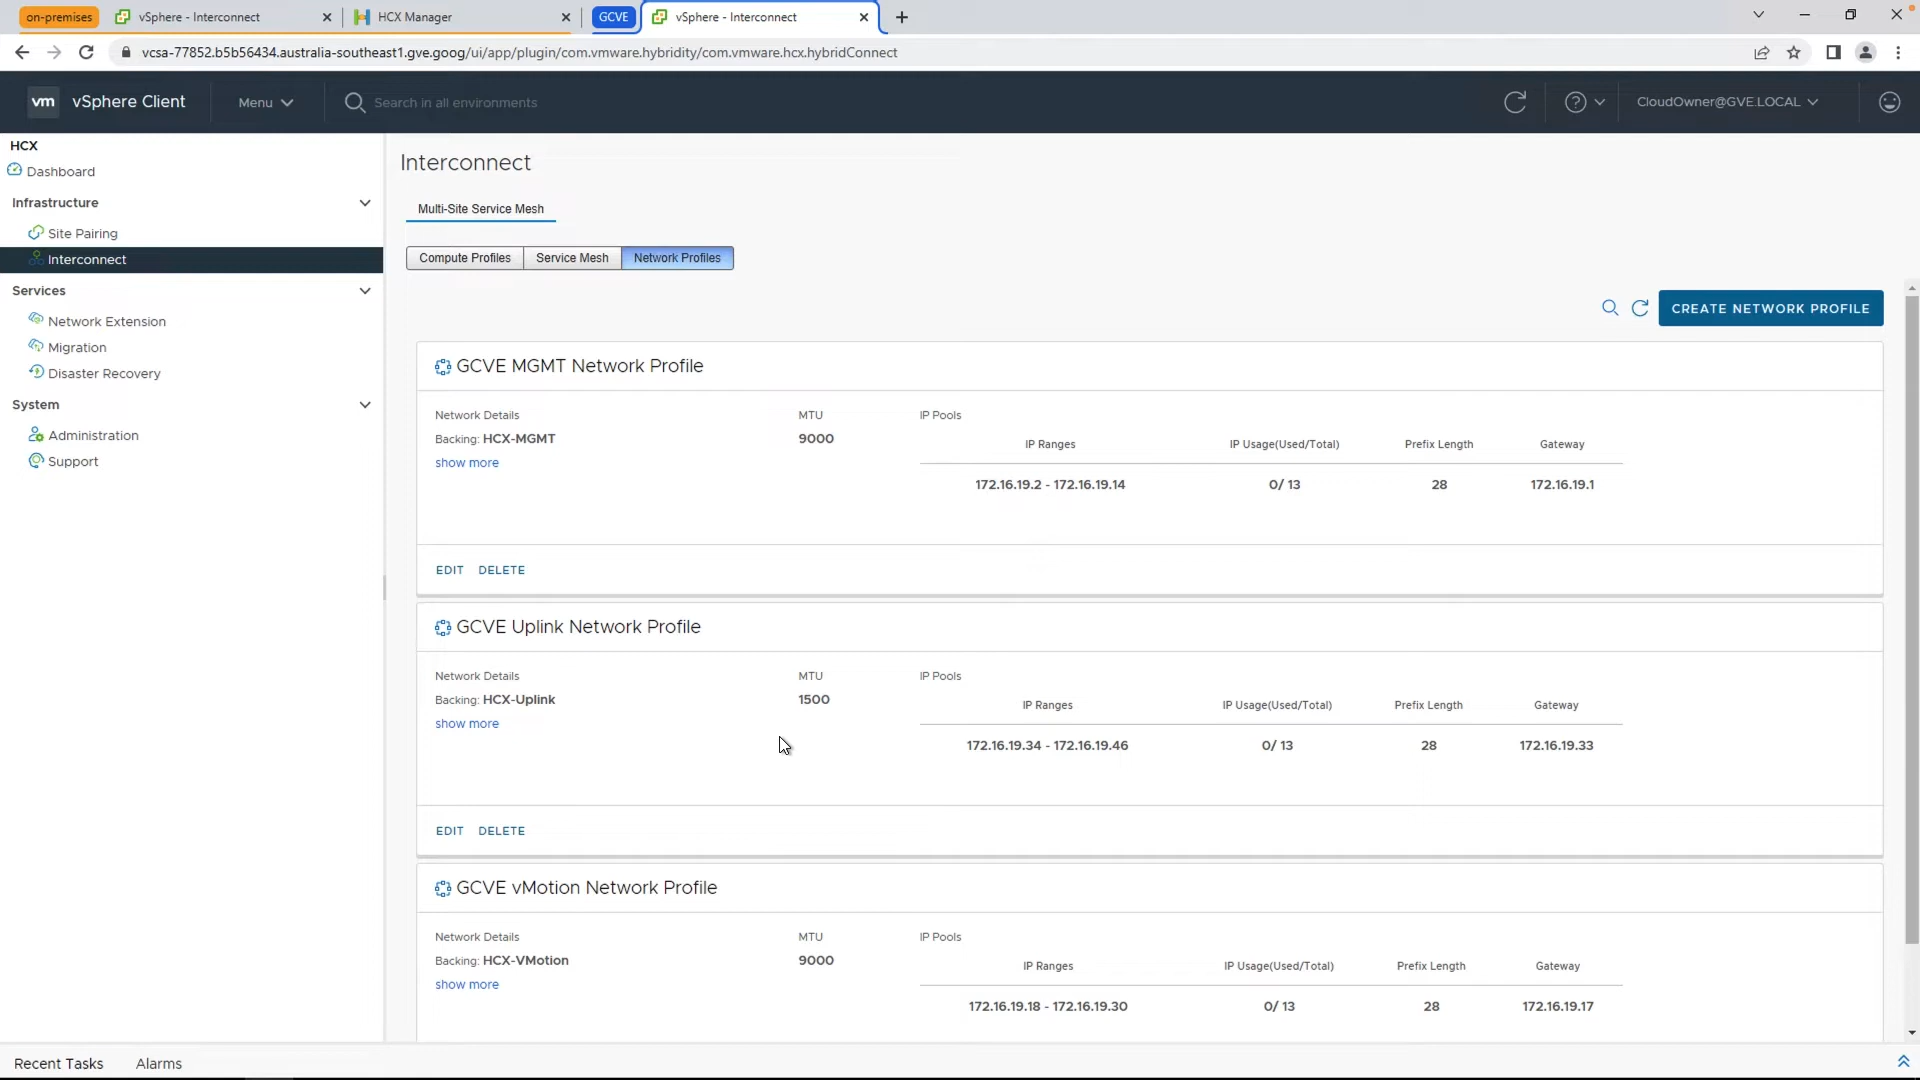 on-premises
vSphere - Interconnect
HCX Manager
GCVE
vSphere - Interconnect
vcsa-77852.b5b56434.australia-southeast1.gve.goog/ui/app/plugin/com.vmware.hybridity/com.vmware.hcx.hybridConnect
vm vSphere Client
Menu
Search in all environments
CloudOwner@GVE.LOCAL
HCX
Dashboard
Infrastructure
Site Pairing
Interconnect
Services
Network Extension
Migration
Disaster Recovery
System
Administration
Support
Interconnect
Multi-Site Service Mesh
Compute Profiles
Service Mesh
Network Profiles
CREATE NETWORK PROFILE
GCVE MGMT Network Profile
Network Details MTU IP Pools
Backing: HCX-MGMT 9000
show more
IP Ranges IP Usage(Used/Total) Prefix Length Gateway
172.16.19.2 - 172.16.19.14 0/ 13 28 172.16.19.1
EDIT DELETE
GCVE Uplink Network Profile
Network Details MTU IP Pools
Backing: HCX-Uplink 1500
show more
IP Ranges IP Usage(Used/Total) Prefix Length Gateway
172.16.19.34 - 172.16.19.46 0/ 13 28 172.16.19.33
EDIT DELETE
GCVE vMotion Network Profile
Network Details MTU IP Pools
Backing: HCX-VMotion 9000
show more
IP Ranges IP Usage(Used/Total) Prefix Length Gateway
172.16.19.18 - 172.16.19.30 0/ 13 28 172.16.19.17
Recent Tasks Alarms